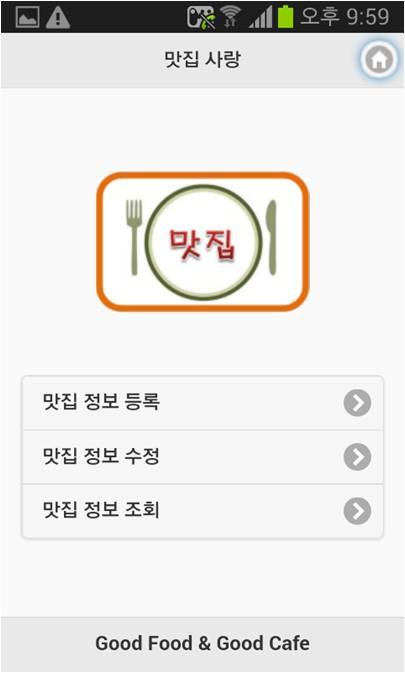 오후 9:59
맛집 사랑
맛집
맛집 정보 등록
맛집 정보 수정
맛집 정보 조회
Good Food & Good Cafe